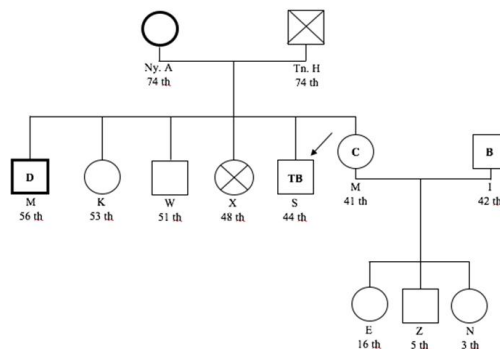 Ny. A
74 th
Tn. H
74 th
D
M
56 th
K
53 th
W
51 th
X
48 th
TB
S
44 th
C
M
41 th
B
I
42 th
E
16 th
Z
5 th
N
3 th